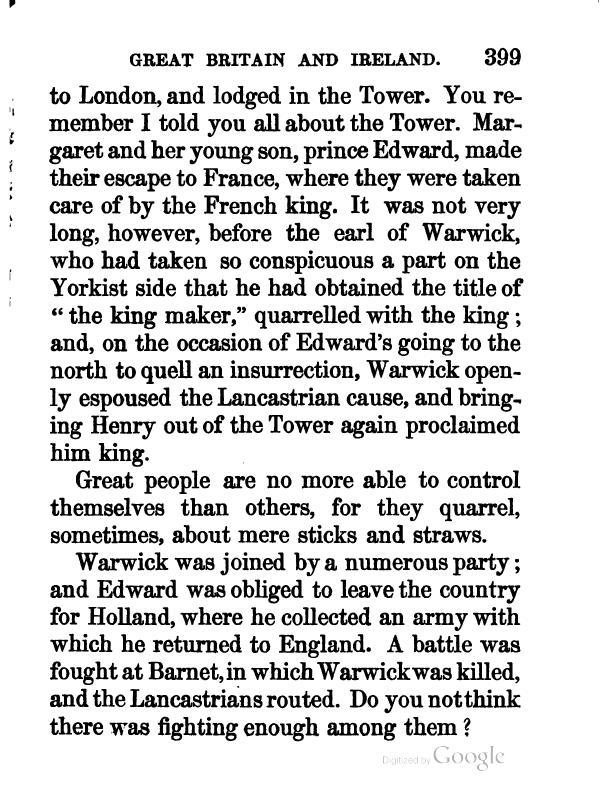 GREAT BRITAIN AND IRELAND. 399
to London, and lodged in the Tower. You re-
member I told you all about the Tower. Mar-
garet and her young son, prince Edward, made
their escape to France, where they were taken
care of by the French king. It was not very
long, however, before the earl of Warwick,
who had taken so conspicuous a part on the
Yorkist side that he had obtained the title of
“ the king maker,” quarrelled with the king ;
and, on the occasion of Edward’s going to the
north to quell an insurrection, Warwick open-
ly espoused the Lancastrian cause, and bring-
ing Henry out of the Tower again proclaimed
him king.
Great people are no more able to control
themselves than others, for they quarrel,
sometimes, about mere sticks and straws.
Warwick was joined by a numerous party ;
and Edward was obliged to leave the country
for Holland, where he collected an army with
which he returned to England. A battle was
fought at Barnet, in which Warwick was killed,
and the Lancastrians routed. Do you not think
there was fighting enough among them ?
Digitized by Google